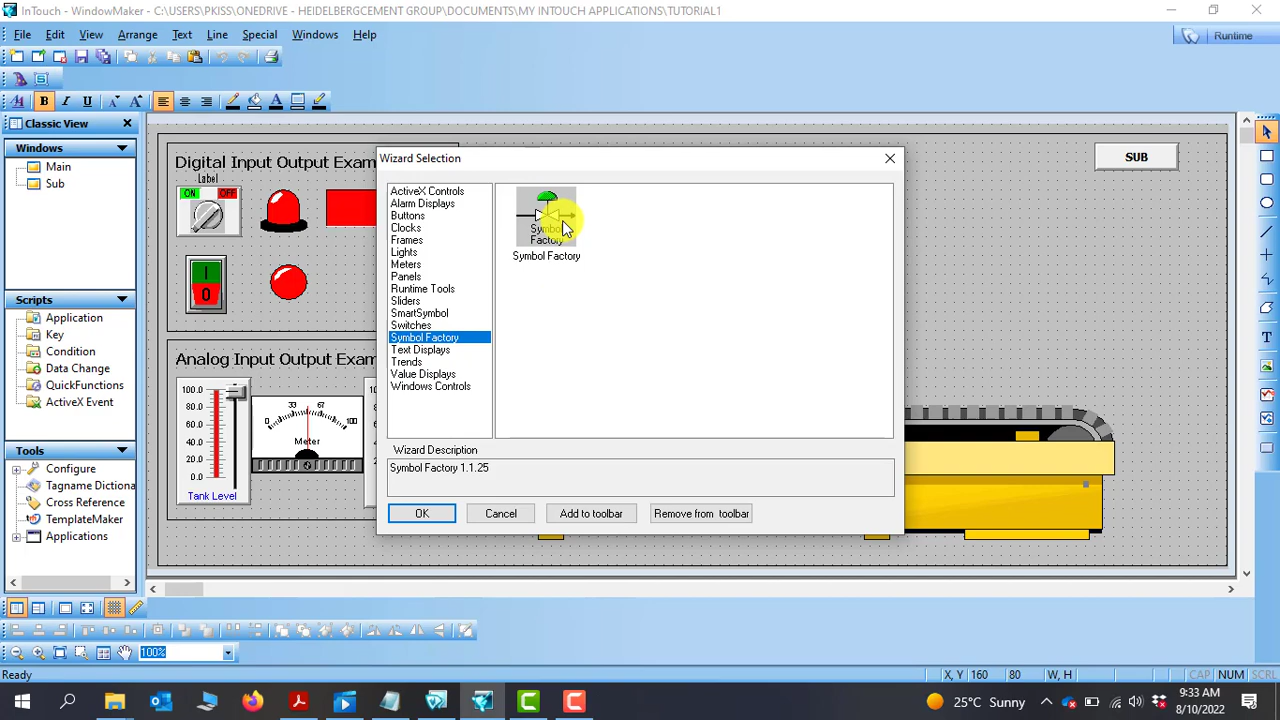 InTouch - WindowMaker - C:\USERS\PKISS\ONEDRIVE - HEIDELBERGCEMENT GROUP\DOCUMENTS\MY INTOUCH APPLICATIONS\TUTORIAL1
File Edit View Arrange Text Line Special Windows Help
Runtime
Classic View
Windows
Main
Sub
Scripts
Application
Key
Condition
Data Change
QuickFunctions
ActiveX Event
Tools
Configure
Tagname Dictiona
Cross Reference
TemplateMaker
Applications
Digital Input Output Exam
Label
ON OFF
I
0
Analog Input Output Exam
100.0
80.0
60.0
40.0
20.0
0.0
Tank Level
0 33 67 100
Meter
SUB
Wizard Selection
ActiveX Controls
Alarm Displays
Buttons
Clocks
Frames
Lights
Meters
Panels
Runtime Tools
Sliders
SmartSymbol
Switches
Symbol Factory
Text Displays
Trends
Value Displays
Windows Controls
Factory
Symbol Factory
Wizard Description
Symbol Factory 1.1.25
OK Cancel Add to toolbar Remove from toolbar
100%
Ready
X, Y 160 80 W, H CAP NUM SCRL
25°C Sunny
9:33 AM
8/10/2022